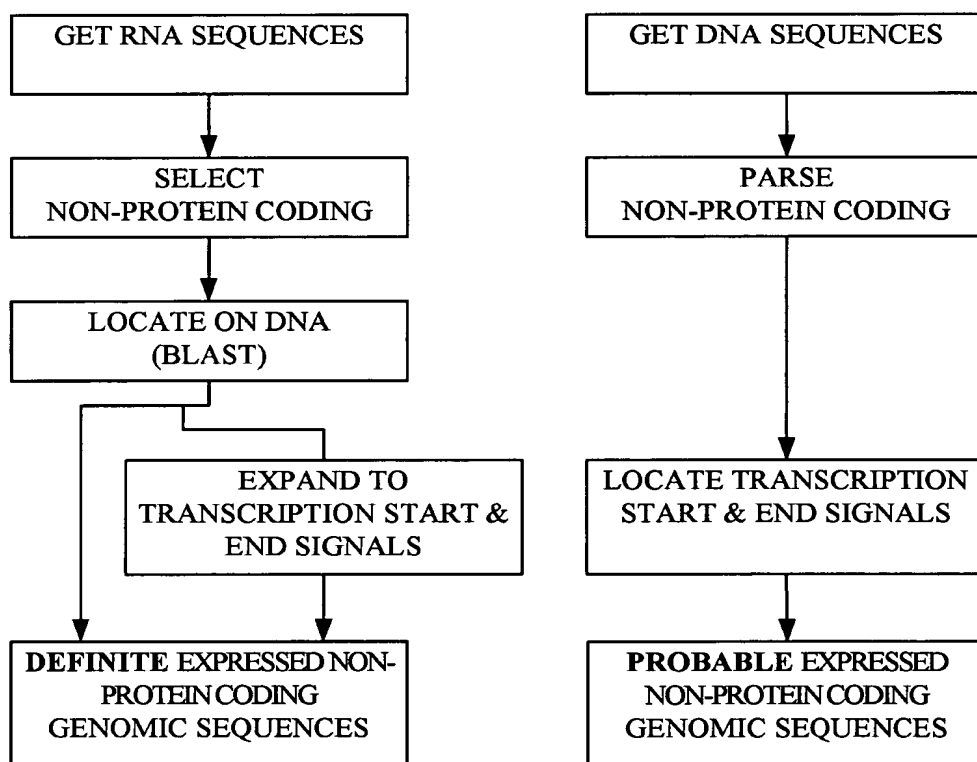 GET RNA SEQUENCES
SELECT
NON-PROTEIN CODING
LOCATE ON DNA
(BLAST)
EXPAND TO
TRANSCRIPTION START &
END SIGNALS
DEFINITE EXPRESSED NON-
PROTEIN CODING
GENOMIC SEQUENCES
GET DNA SEQUENCES
PARSE
NON-PROTEIN CODING
LOCATE TRANSCRIPTION
START & END SIGNALS
PROBABLE EXPRESSED
NON-PROTEIN CODING
GENOMIC SEQUENCES